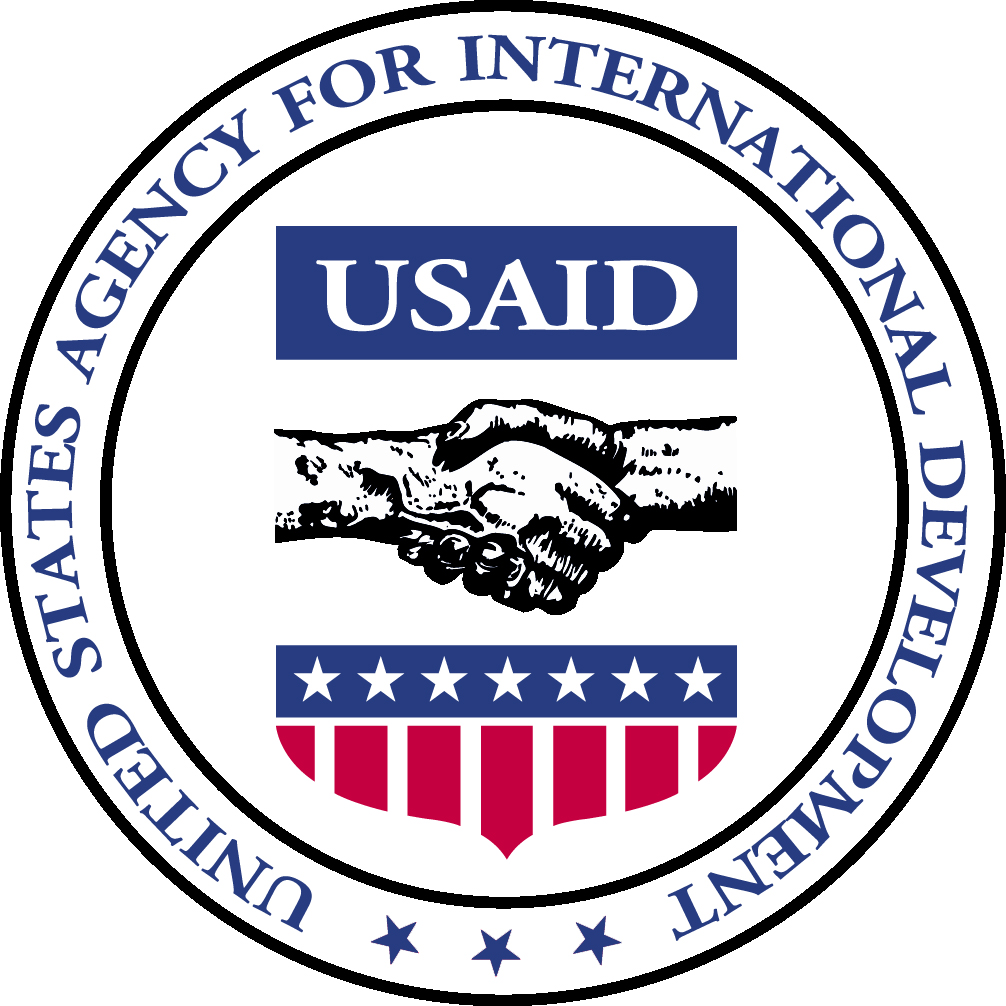 UNITED STATES AGENCY FOR INTERNATIONAL DEVELOPMENT
USAID